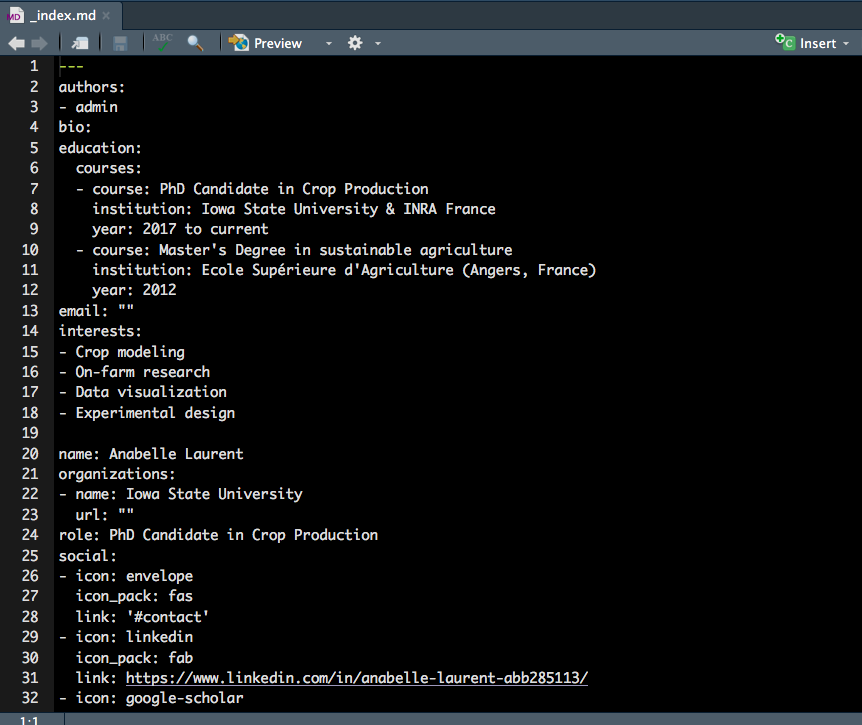 MD _index.md ×
ABC Preview Insert
1 ---
2 authors:
3 - admin
4 bio:
5 education:
6   courses:
7   - course: PhD Candidate in Crop Production
8     institution: Iowa State University & INRA France
9     year: 2017 to current
10   - course: Master's Degree in sustainable agriculture
11     institution: Ecole Supérieure d'Agriculture (Angers, France)
12     year: 2012
13 email: ""
14 interests:
15 - Crop modeling
16 - On-farm research
17 - Data visualization
18 - Experimental design
19
20 name: Anabelle Laurent
21 organizations:
22 - name: Iowa State University
23   url: ""
24 role: PhD Candidate in Crop Production
25 social:
26 - icon: envelope
27   icon_pack: fas
28   link: '#contact'
29 - icon: linkedin
30   icon_pack: fab
31   link: https://www.linkedin.com/in/anabelle-laurent-abb285113/
32 - icon: google-scholar
1:1